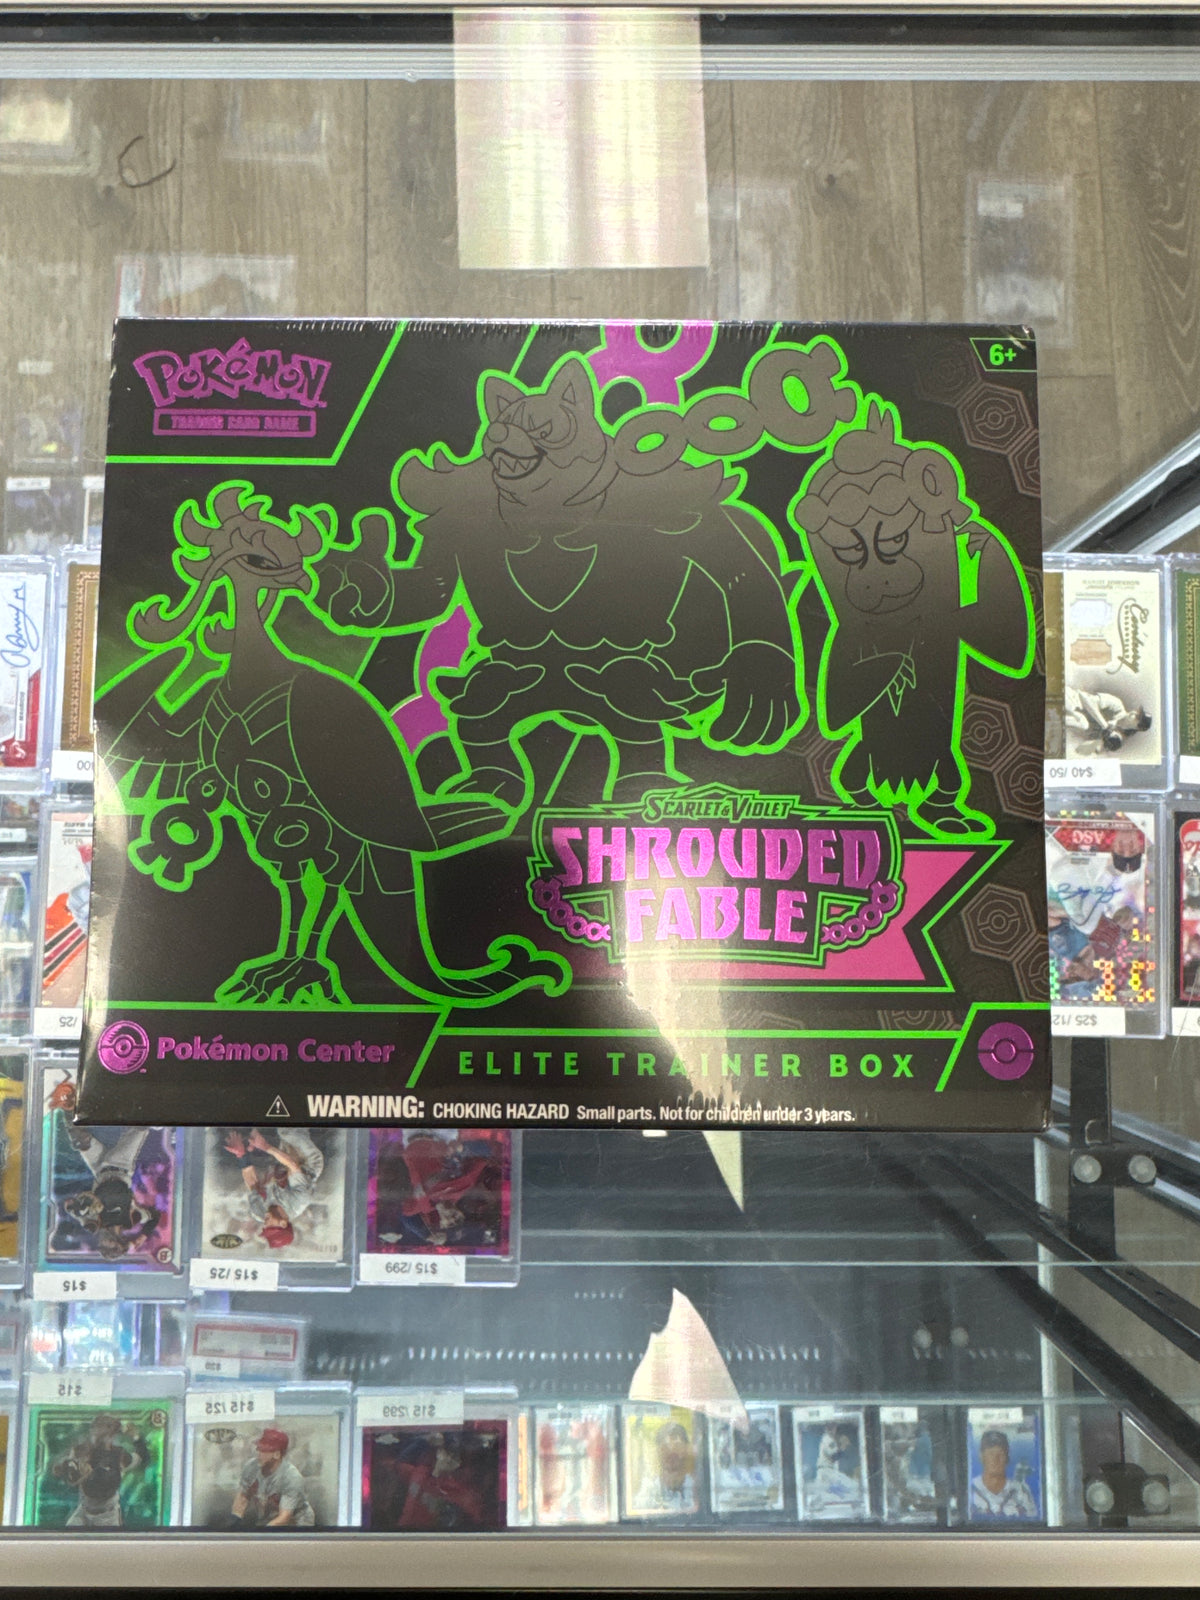 POKÉMON
TRADING CARD GAME
6+
SCARLET & VIOLET
SHROUDED
FABLE
Pokémon Center
ELITE TRAINER BOX
WARNING: CHOKING HAZARD Small parts. Not for children under 3 years.
$40 /50
$25 /12
/25
$15
$15 /25
$15 /299
$15
$15 /25
$15 /299